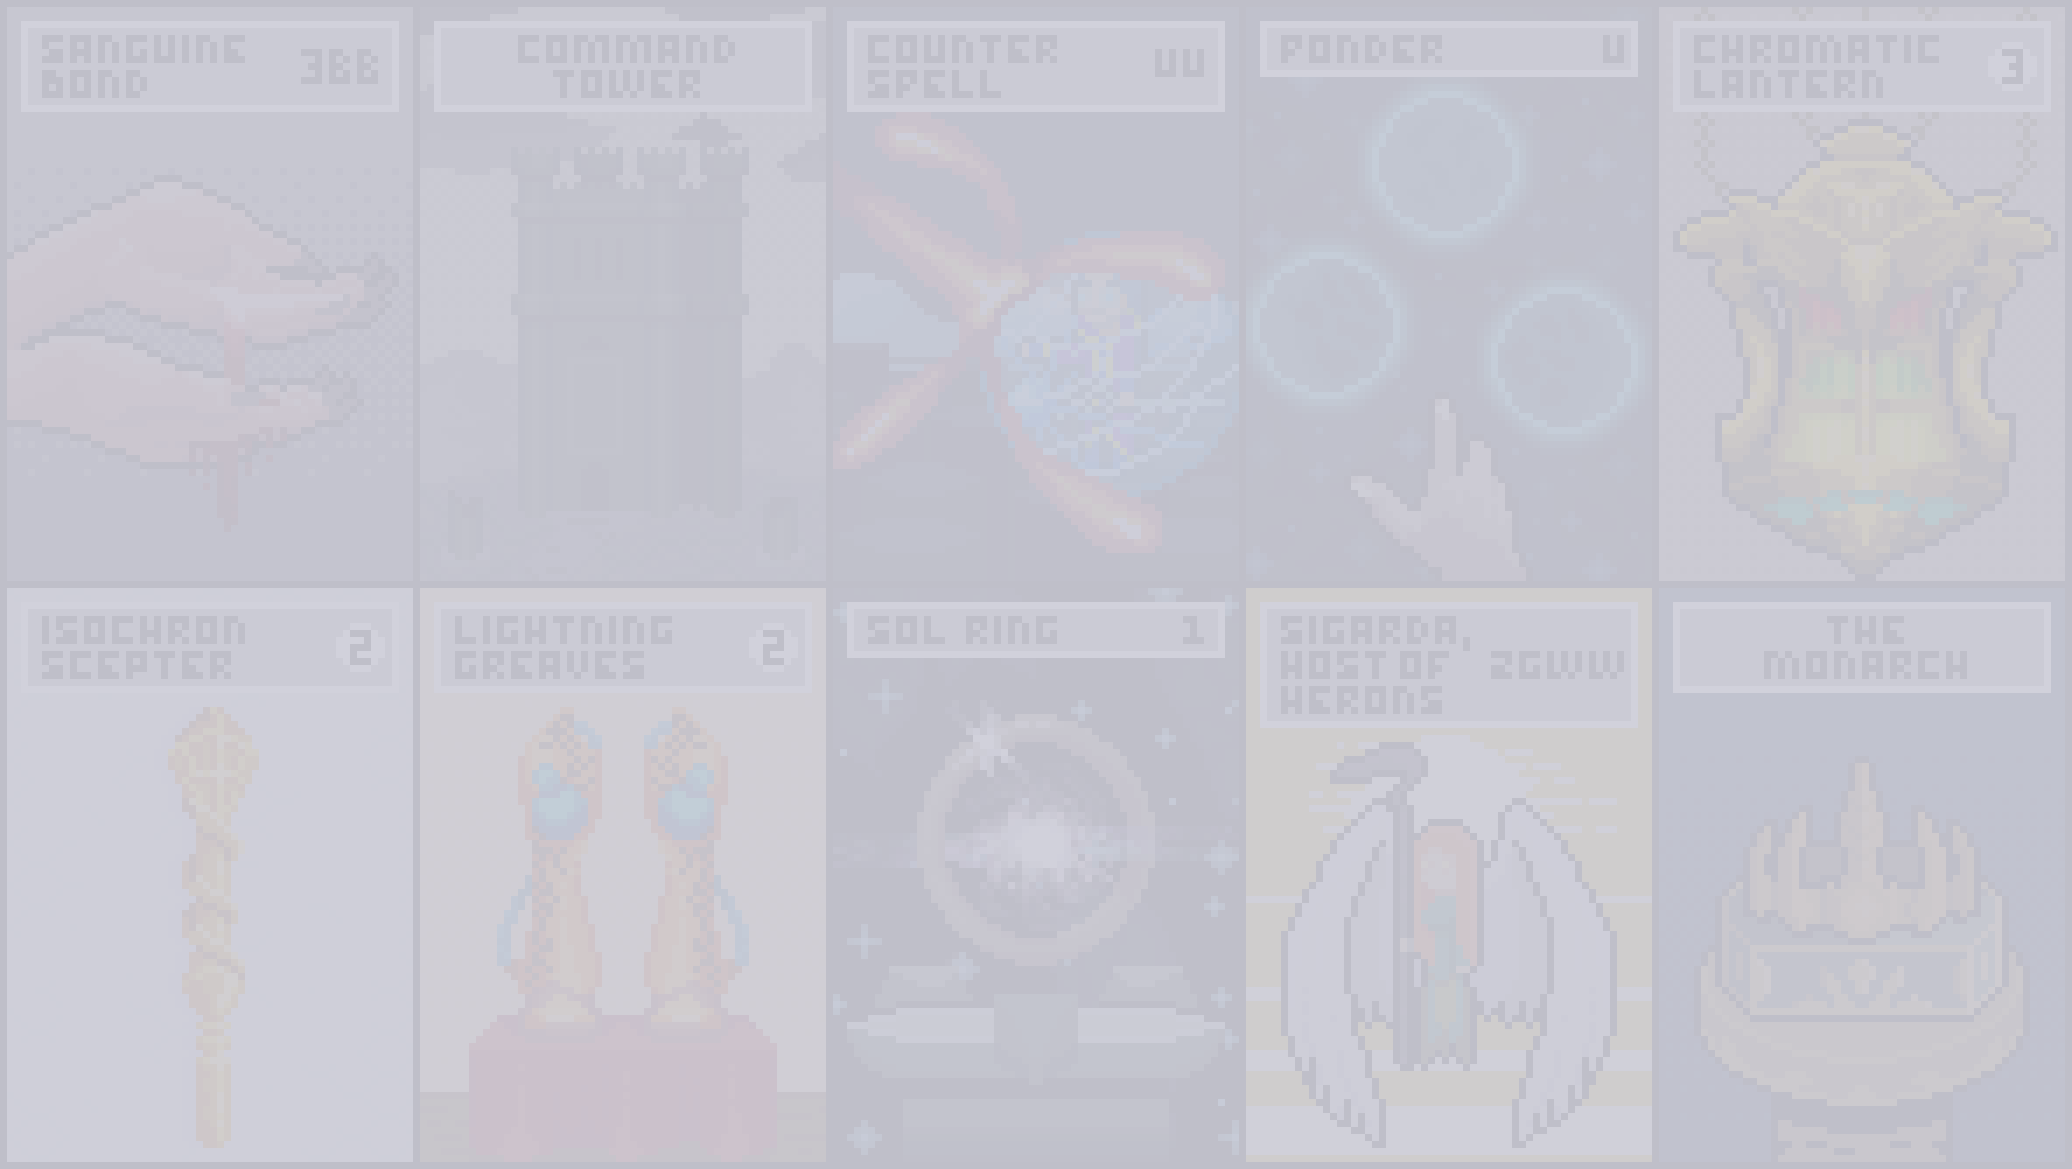 SANGUINE
BOND
3BB
COMMAND
TOWER
COUNTER
SPELL
UU
PONDER U
CHROMATIC
LANTERN
3
ISOCHRON
SCEPTER
2
LIGHTNING
GREAVES
2
SOL RING 1
SIGARDA,
HOST OF
HERONS
2GWW
THE
MONARCH